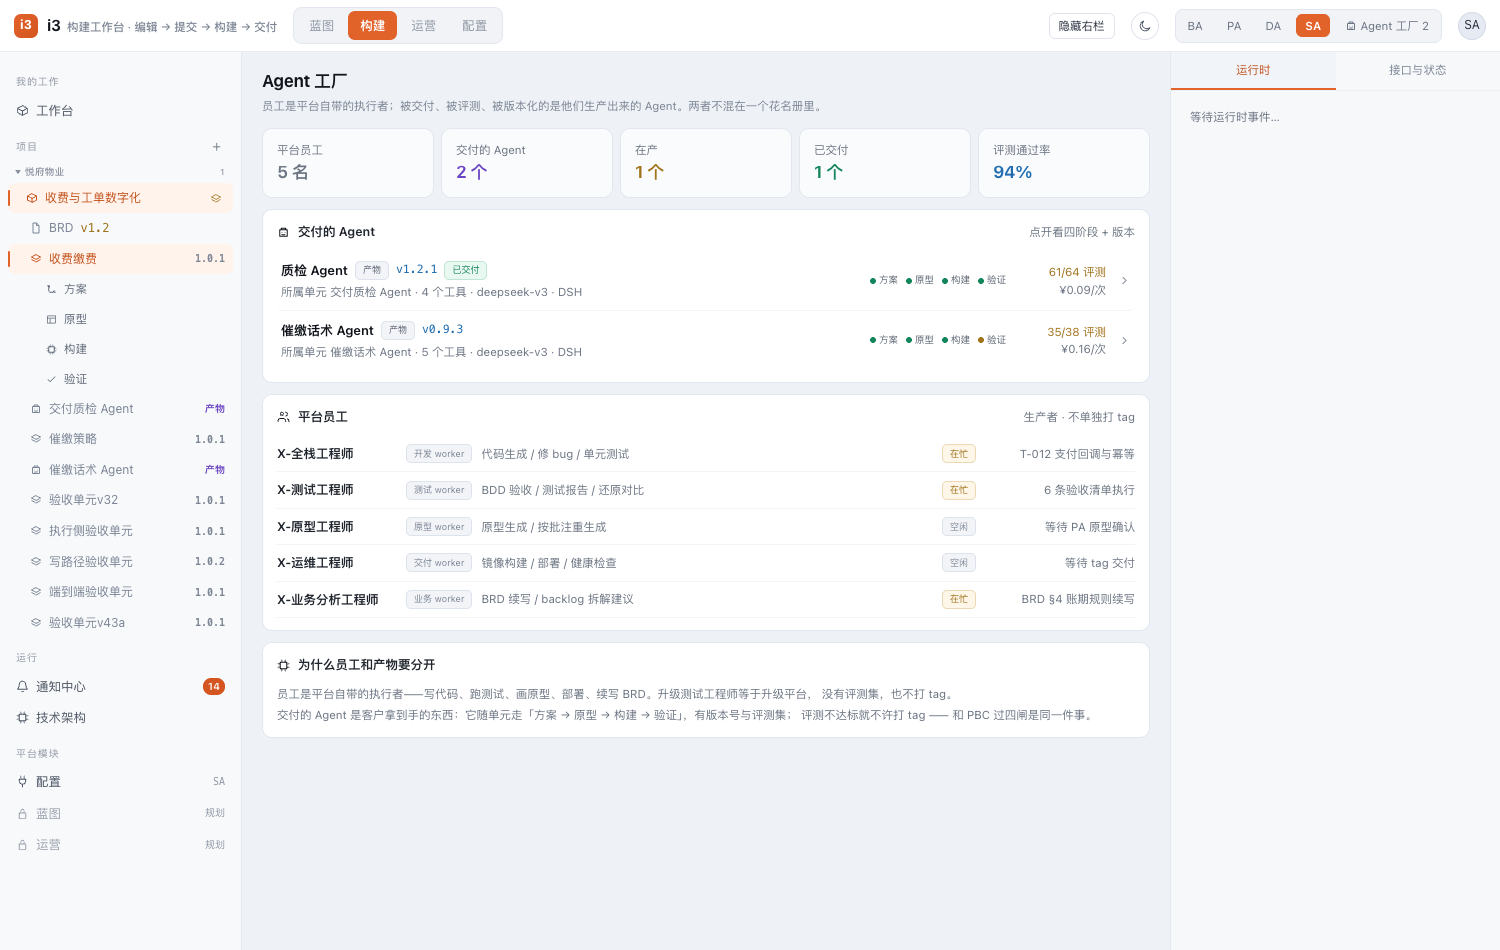 i3 i3 构建工作台 · 编辑 → 提交 → 构建 → 交付 蓝图 构建 运营 配置 隐藏右栏 BA PA DA SA Agent 工厂 2 SA
我的工作
工作台
项目 +
悦府物业 1
收费与工单数字化
BRD v1.2
收费缴费 1.0.1
方案
原型
构建
验证
交付质检 Agent 产物
催缴策略 1.0.1
催缴话术 Agent 产物
验收单元v32 1.0.1
执行侧验收单元 1.0.1
写路径验收单元 1.0.2
端到端验收单元 1.0.1
验收单元v43a 1.0.1
运行
通知中心 14
技术架构
平台模块
配置 SA
蓝图 规划
运营 规划
Agent 工厂
员工是平台自带的执行者；被交付、被评测、被版本化的是他们生产出来的 Agent。两者不混在一个花名册里。
平台员工
5 名
交付的 Agent
2 个
在产
1 个
已交付
1 个
评测通过率
94%
交付的 Agent 点开看四阶段 + 版本
质检 Agent 产物 v1.2.1 已交付
所属单元 交付质检 Agent · 4 个工具 · deepseek-v3 · DSH
方案 原型 构建 验证
61/64 评测
¥0.09/次
催缴话术 Agent 产物 v0.9.3
所属单元 催缴话术 Agent · 5 个工具 · deepseek-v3 · DSH
方案 原型 构建 验证
35/38 评测
¥0.16/次
平台员工 生产者 · 不单独打 tag
X-全栈工程师 开发 worker 代码生成 / 修 bug / 单元测试 在忙 T-012 支付回调与幂等
X-测试工程师 测试 worker BDD 验收 / 测试报告 / 还原对比 在忙 6 条验收清单执行
X-原型工程师 原型 worker 原型生成 / 按批注重生成 空闲 等待 PA 原型确认
X-运维工程师 交付 worker 镜像构建 / 部署 / 健康检查 空闲 等待 tag 交付
X-业务分析工程师 业务 worker BRD 续写 / backlog 拆解建议 在忙 BRD §4 账期规则续写
为什么员工和产物要分开
员工是平台自带的执行者——写代码、跑测试、画原型、部署、续写 BRD。升级测试工程师等于升级平台， 没有评测集，也不打 tag。
交付的 Agent 是客户拿到手的东西：它随单元走「方案 → 原型 → 构建 → 验证」，有版本号与评测集； 评测不达标就不许打 tag —— 和 PBC 过四闸是同一件事。
运行时 接口与状态
等待运行时事件...